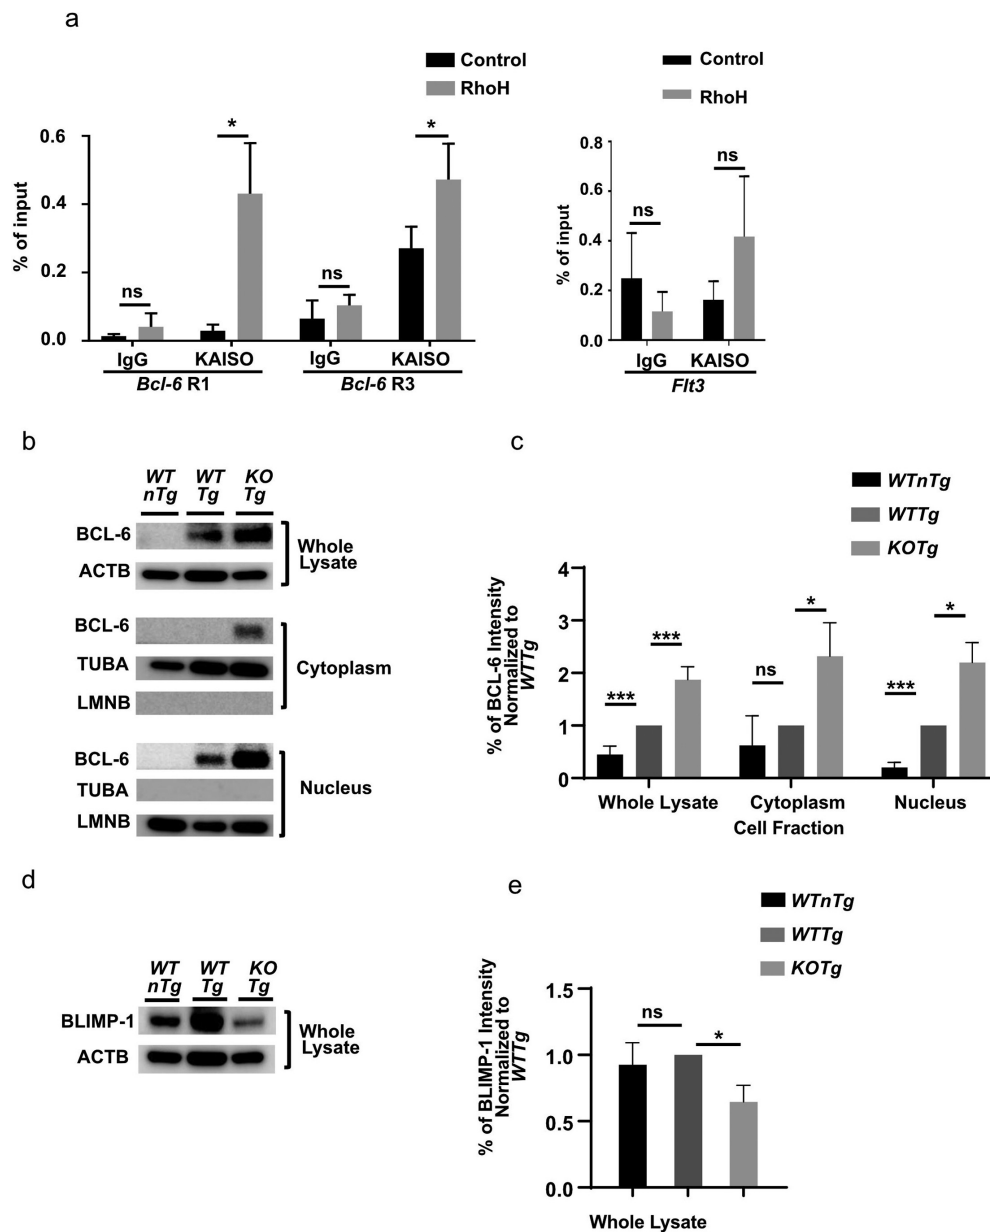 a
Control
RhoH
Control
RhoH
% of input
0.6
0.4
0.2
0.0
ns
*
ns
*
IgG
KAISO
IgG
KAISO
Bcl-6 R1
Bcl-6 R3
% of input
0.8
0.6
0.4
0.2
0.0
ns
ns
IgG
KAISO
Flt3
b
WT nTg
WT Tg
KO Tg
BCL-6
ACTB
Whole
Lysate
BCL-6
TUBA
LMNB
Cytoplasm
BCL-6
TUBA
LMNB
Nucleus
c
WTnTg
WTTg
KOTg
% of BCL-6 Intensity
Normalized to
WTTg
4
3
2
1
0
***
***
ns
*
***
*
Whole Lysate
Cytoplasm
Nucleus
Cell Fraction
d
WT nTg
WT Tg
KO Tg
BLIMP-1
ACTB
Whole
Lysate
e
WTnTg
WTTg
KOTg
% of BLIMP-1 Intensity
Normalized to
WTTg
1.5
1.0
0.5
0.0
ns
*
Whole Lysate